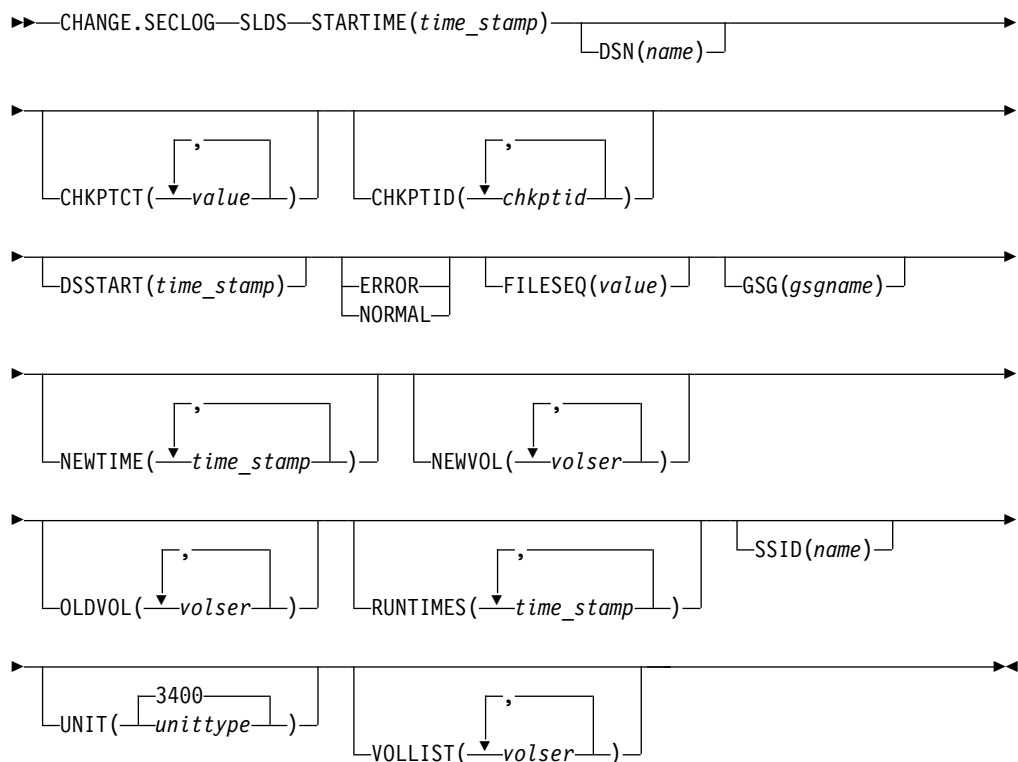 CHANGE.SECLOG SLDS STARTIME(time_stamp)
DSN(name)
,
,
CHKPTCT( value )
CHKPTID( chkptid )
DSSTART(time_stamp)
ERROR
NORMAL
FILESEQ(value)
GSG(gsgname)
,
,
NEWTIME( time_stamp )
NEWVOL( volser )
,
,
OLDVOL( volser )
RUNTIMES( time_stamp )
SSID(name)
3400
UNIT( unittype )
,
VOLLIST( volser )